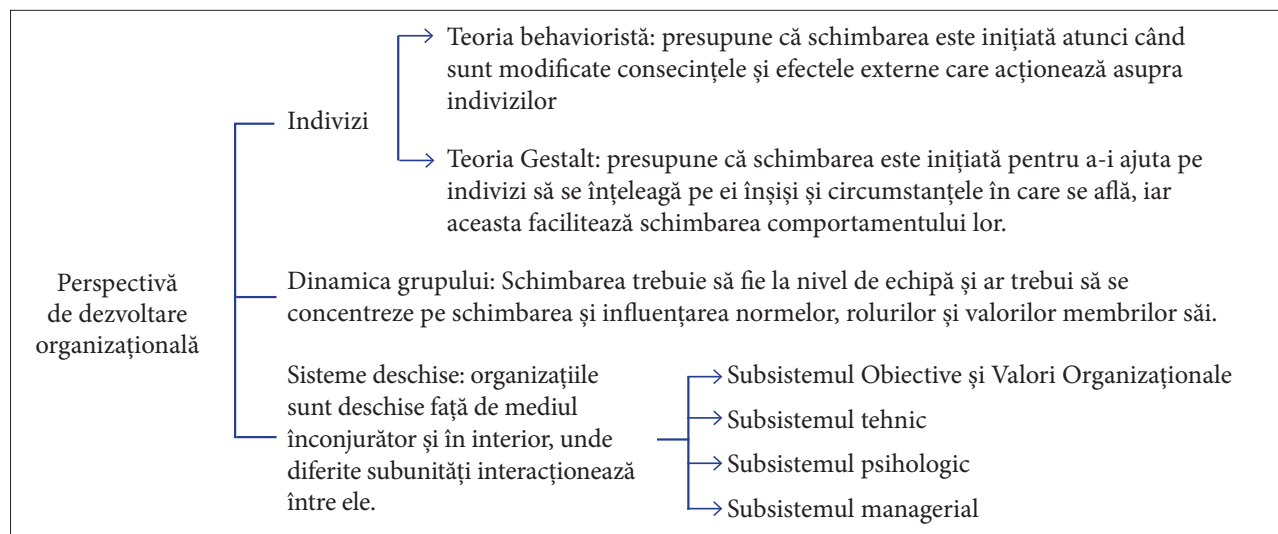 Teoria behavioristă: presupune că schimbarea este inițiată atunci când
sunt modificate consecințele și efectele externe care acționează asupra
indivizilor
Indivizi
Teoria Gestalt: presupune că schimbarea este inițiată pentru a-i ajuta pe
indivizi să se înțeleagă pe ei înșiși și circumstanțele în care se află, iar
aceasta facilitează schimbarea comportamentului lor.
Perspectivă
de dezvoltare
organizațională
Dinamica grupului: Schimbarea trebuie să fie la nivel de echipă și ar trebui să se
concentreze pe schimbarea și influențarea normelor, rolurilor și valorilor membrilor săi.
Sisteme deschise: organizațiile
sunt deschise față de mediul
înconjurător și în interior, unde
diferite subunități interacționează
între ele.
Subsistemul Obiective și Valori Organizaționale
Subsistemul tehnic
Subsistemul psihologic
Subsistemul managerial